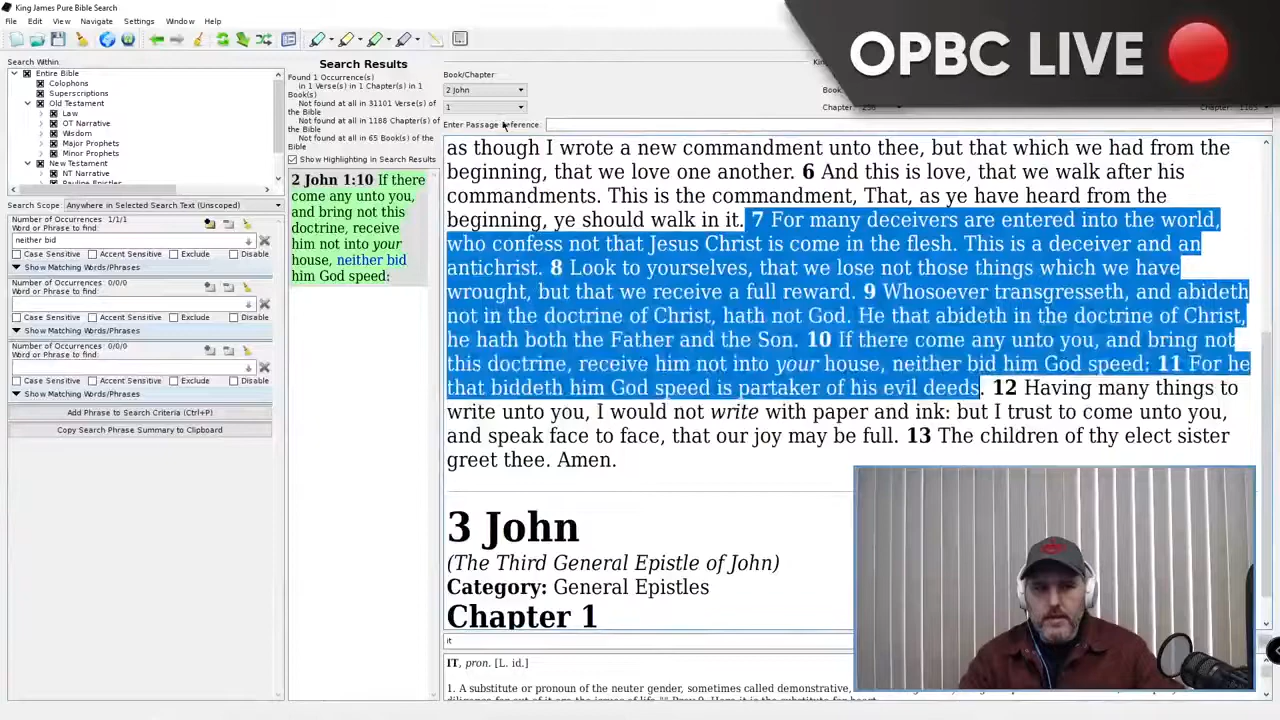 King James Pure Bible Search
File Edit View Navigate Settings Window Help
OPBC LIVE
Search Within:
Entire Bible
Colophons
Superscriptions
Old Testament
Law
OT Narrative
Wisdom
Major Prophets
Minor Prophets
New Testament
NT Narrative
Search Scope: Anywhere in Selected Search Text (Unscoped)
Number of Occurrences 1/1/1
Word or Phrase to find:
neither bid
Case Sensitive Accent Sensitive Exclude Disable
Show Matching Words/Phrases
Number of Occurrences: 0/0/0
Word or Phrase to find:
Case Sensitive Accent Sensitive Exclude Disable
Show Matching Words/Phrases
Number of Occurrences: 0/0/0
Word or Phrase to find:
Case Sensitive Accent Sensitive Exclude Disable
Show Matching Words/Phrases
Add Phrase to Search Criteria (Ctrl+P)
Copy Search Phrase Summary to Clipboard
Search Results
Found 1 Occurrence(s)
in 1 Verse(s) in 1 Chapter(s) in 1
Book(s)
Not found at all in 31101 Verse(s) of
the Bible
Not found at all in 1188 Chapter(s) of
the Bible
Not found at all in 65 Book(s) of the
Bible
Show Highlighting in Search Results
2 John 1:10 If there
come any unto you,
and bring not this
doctrine, receive
him not into your
house, neither bid
him God speed:
Book/Chapter
2 John
1
Enter Passage Reference:
as though I wrote a new commandment unto thee, but that which we had from the
beginning, that we love one another. 6 And this is love, that we walk after his
commandments. This is the commandment, That, as ye have heard from the
beginning, ye should walk in it. 7 For many deceivers are entered into the world,
who confess not that Jesus Christ is come in the flesh. This is a deceiver and an
antichrist. 8 Look to yourselves, that we lose not those things which we have
wrought, but that we receive a full reward. 9 Whosoever transgresseth, and abideth
not in the doctrine of Christ, hath not God. He that abideth in the doctrine of Christ,
he hath both the Father and the Son. 10 If there come any unto you, and bring not
this doctrine, receive him not into your house, neither bid him God speed: 11 For he
that biddeth him God speed is partaker of his evil deeds. 12 Having many things to
write unto you, I would not write with paper and ink: but I trust to come unto you,
and speak face to face, that our joy may be full. 13 The children of thy elect sister
greet thee. Amen.
3 John
(The Third General Epistle of John)
Category: General Epistles
Chapter 1
it
IT, pron. [L. id.]
1. A substitute or pronoun of the neuter gender, sometimes called demonstrative,